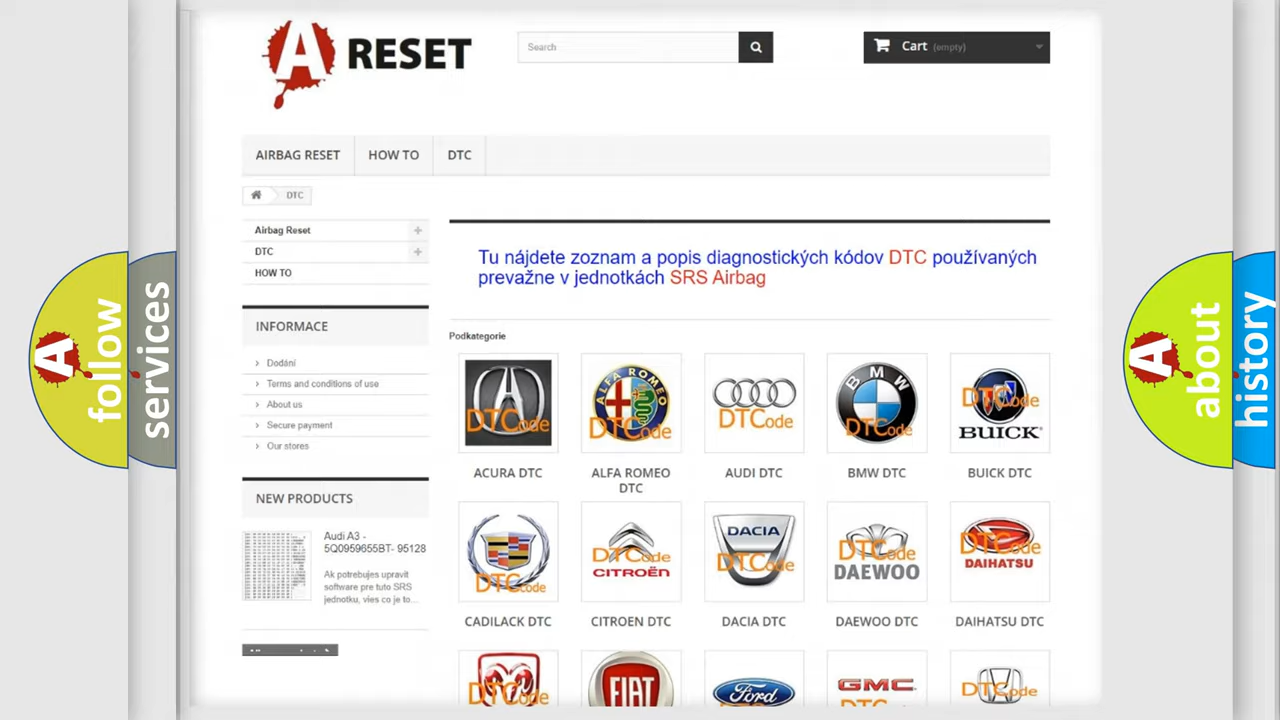 A RESET
Search
Cart (empty)
AIRBAG RESET
HOW TO
DTC
DTC
Airbag Reset
DTC
HOW TO
Tu nájdete zoznam a popis diagnostických kódov DTC používaných
prevažne v jednotkách SRS Airbag
INFORMACE
Dodání
Terms and conditions of use
About us
Secure payment
Our stores
NEW PRODUCTS
Audi A3 -
5Q0959655BT- 95128
Ak potrebujes upravit
software pre tuto SRS
jednotku, vies co je to...
Podkategorie
DTCode
ALFA ROMEO
DTCode
DTCode
BMW
DTCode
DTCode
BUICK
ACURA DTC
ALFA ROMEO
DTC
AUDI DTC
BMW DTC
BUICK DTC
DTCode
DTCode
CITROËN
DACIA
DTCode
DTCode
DAEWOO
DTCode
DAIHATSU
CADILACK DTC
CITROEN DTC
DACIA DTC
DAEWOO DTC
DAIHATSU DTC
DTCode
FIAT
Ford
GMC
DTCode
A follow
services
A about
history